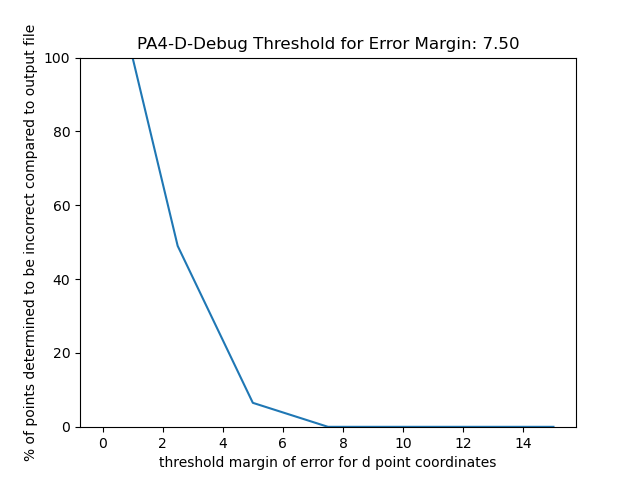 PA4-D-Debug Threshold for Error Margin: 7.50
% of points determined to be incorrect compared to output file
100
80
60
40
20
0
0 2 4 6 8 10 12 14
threshold margin of error for d point coordinates